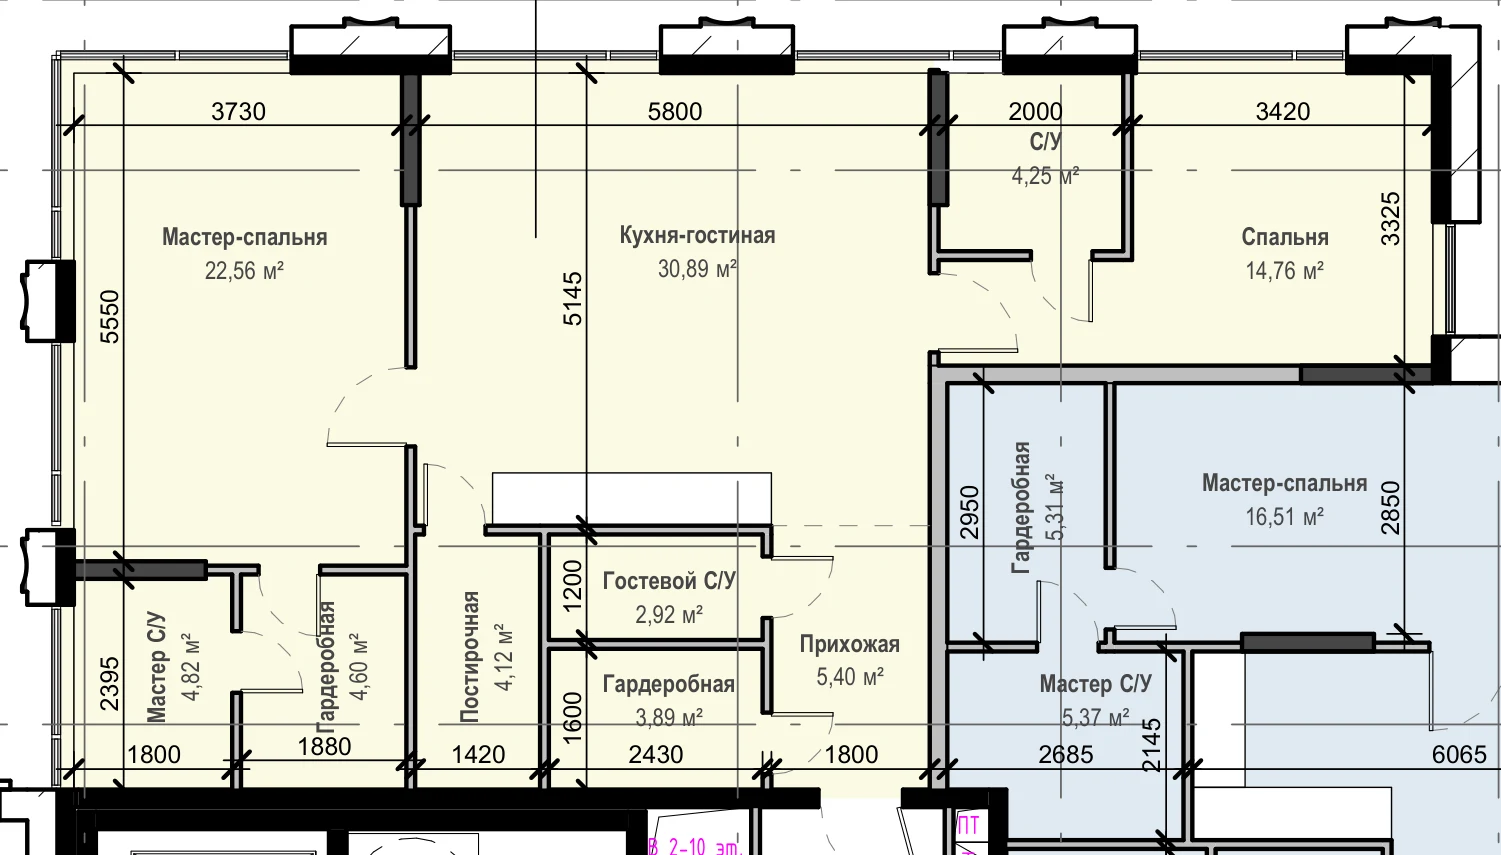 3730
5800
2000
3420
С/У
4,25 м²
3325
Мастер-спальня
22,56 м²
Кухня-гостиная
30,89 м²
Спальня
14,76 м²
5550
5145
Гардеробная
5,31 м²
2950
Мастер-спальня
16,51 м²
2850
1200
Гостевой С/У
2,92 м²
Мастер С/У
4,82 м²
2395
Гардеробная
4,60 м²
Постирочная
4,12 м²
Прихожая
5,40 м²
Гардеробная
3,89 м²
1600
Мастер С/У
5,37 м²
2145
1800
1880
1420
2430
1800
2685
6065
В 2-10 эт.
ПТ